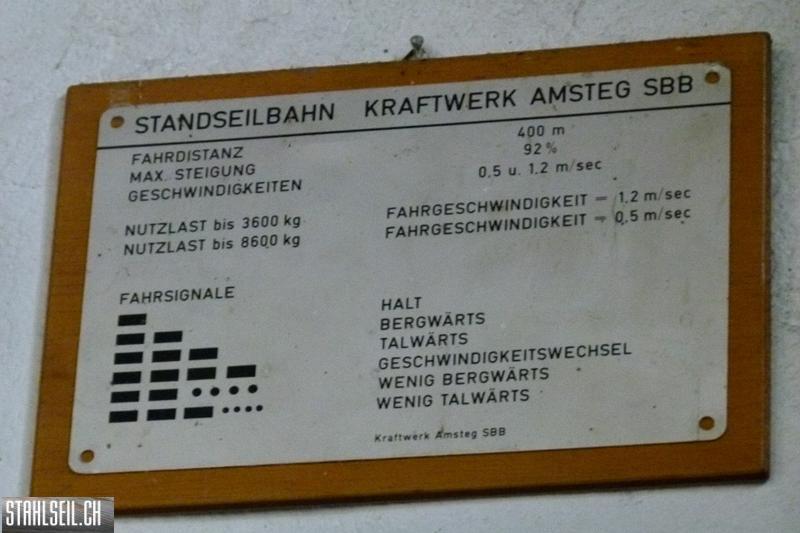 STANDSEILBAHN KRAFTWERK AMSTEG SBB
FAHRDISTANZ 400 m
MAX. STEIGUNG 92 %
GESCHWINDIGKEITEN 0,5 u. 1,2 m/sec
NUTZLAST bis 3600 kg FAHRGESCHWINDIGKEIT = 1,2 m/sec
NUTZLAST bis 8600 kg FAHRGESCHWINDIGKEIT = 0,5 m/sec
FAHRSIGNALE
HALT
BERGWÄRTS
TALWÄRTS
GESCHWINDIGKEITSWECHSEL
WENIG BERGWÄRTS
WENIG TALWÄRTS
Kraftwerk Amsteg SBB
STAHLSEIL.CH